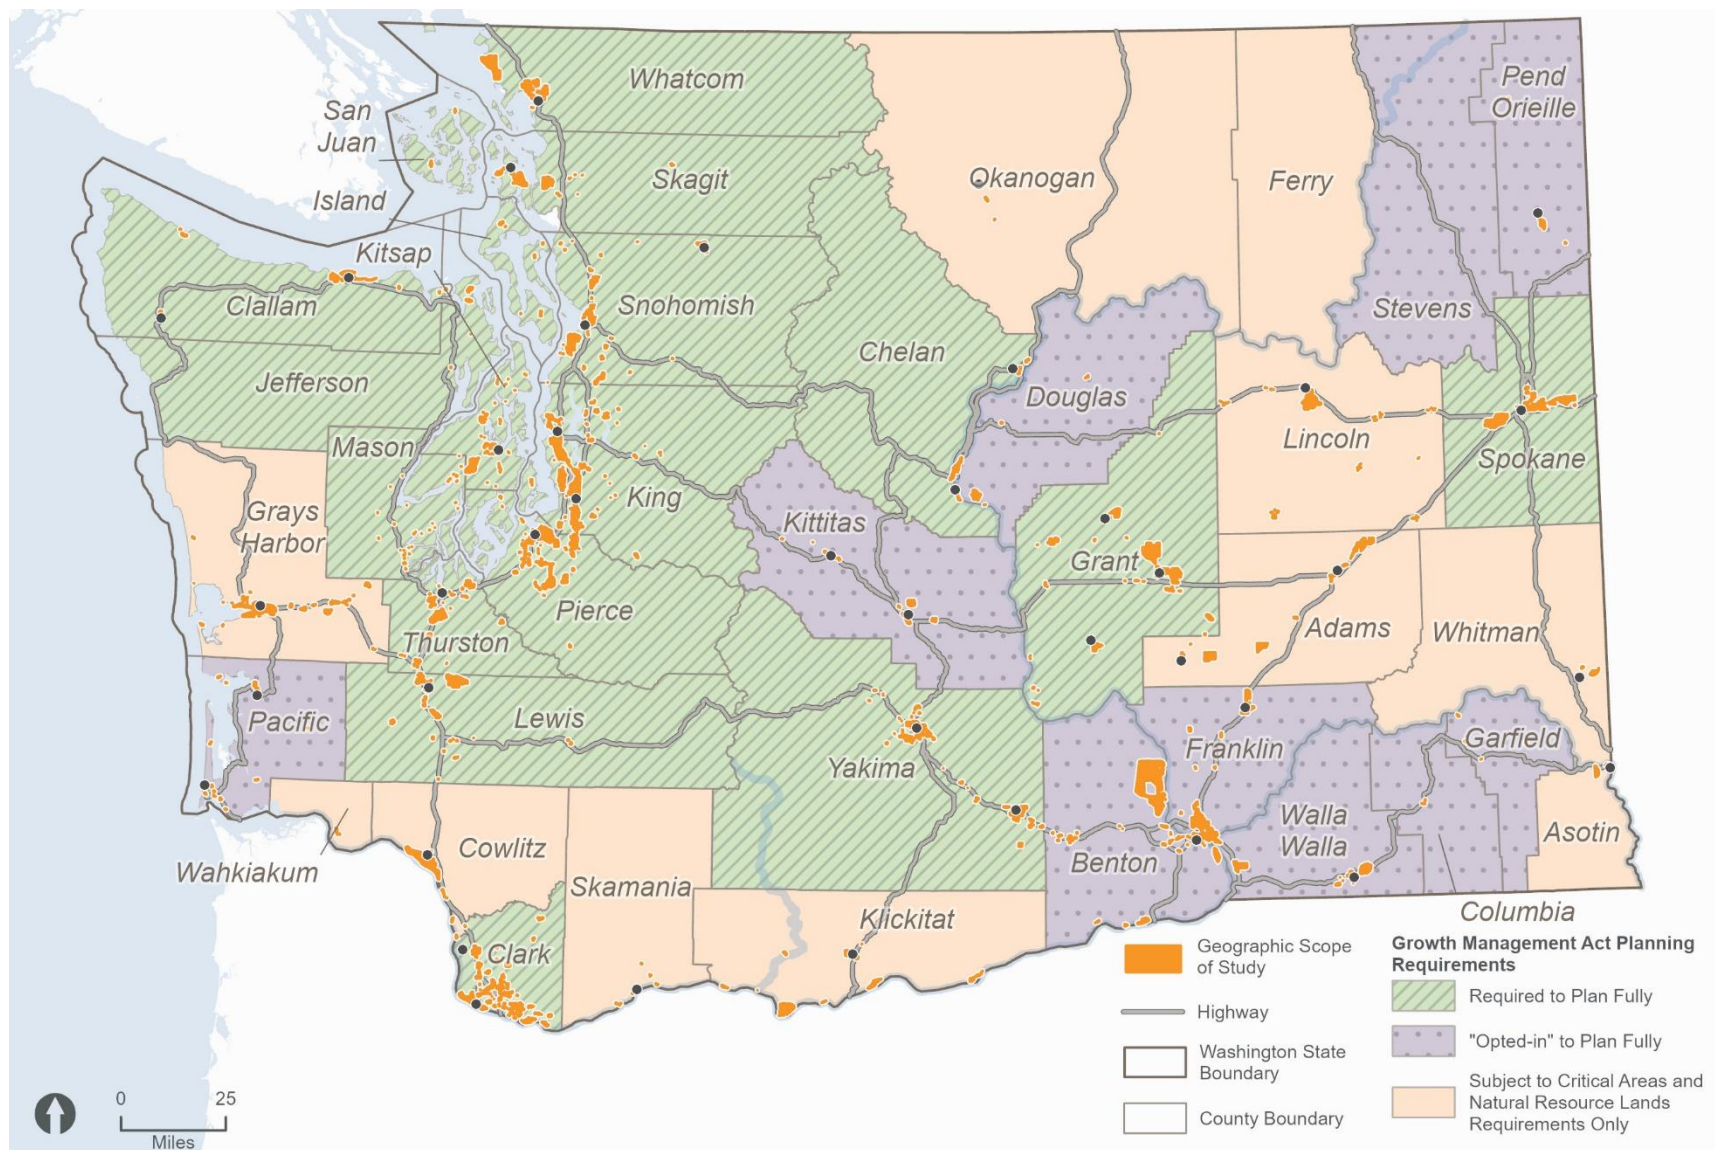 Whatcom
Pend
Orieille
San
Juan
Skagit
Okanogan
Ferry
Island
Kitsap
Clallam
Snohomish
Stevens
Chelan
Jefferson
Douglas
Mason
Lincoln
Spokane
King
Grays
Harbor
Kittitas
Grant
Pierce
Thurston
Adams
Whitman
Pacific
Lewis
Franklin
Garfield
Yakima
Walla
Walla
Asotin
Cowlitz
Benton
Wahkiakum
Skamania
Klickitat
Columbia
Clark
Geographic Scope
of Study
Highway
Washington State
Boundary
County Boundary
Growth Management Act Planning
Requirements
Required to Plan Fully
"Opted-in" to Plan Fully
Subject to Critical Areas and
Natural Resource Lands
Requirements Only
0 25
Miles